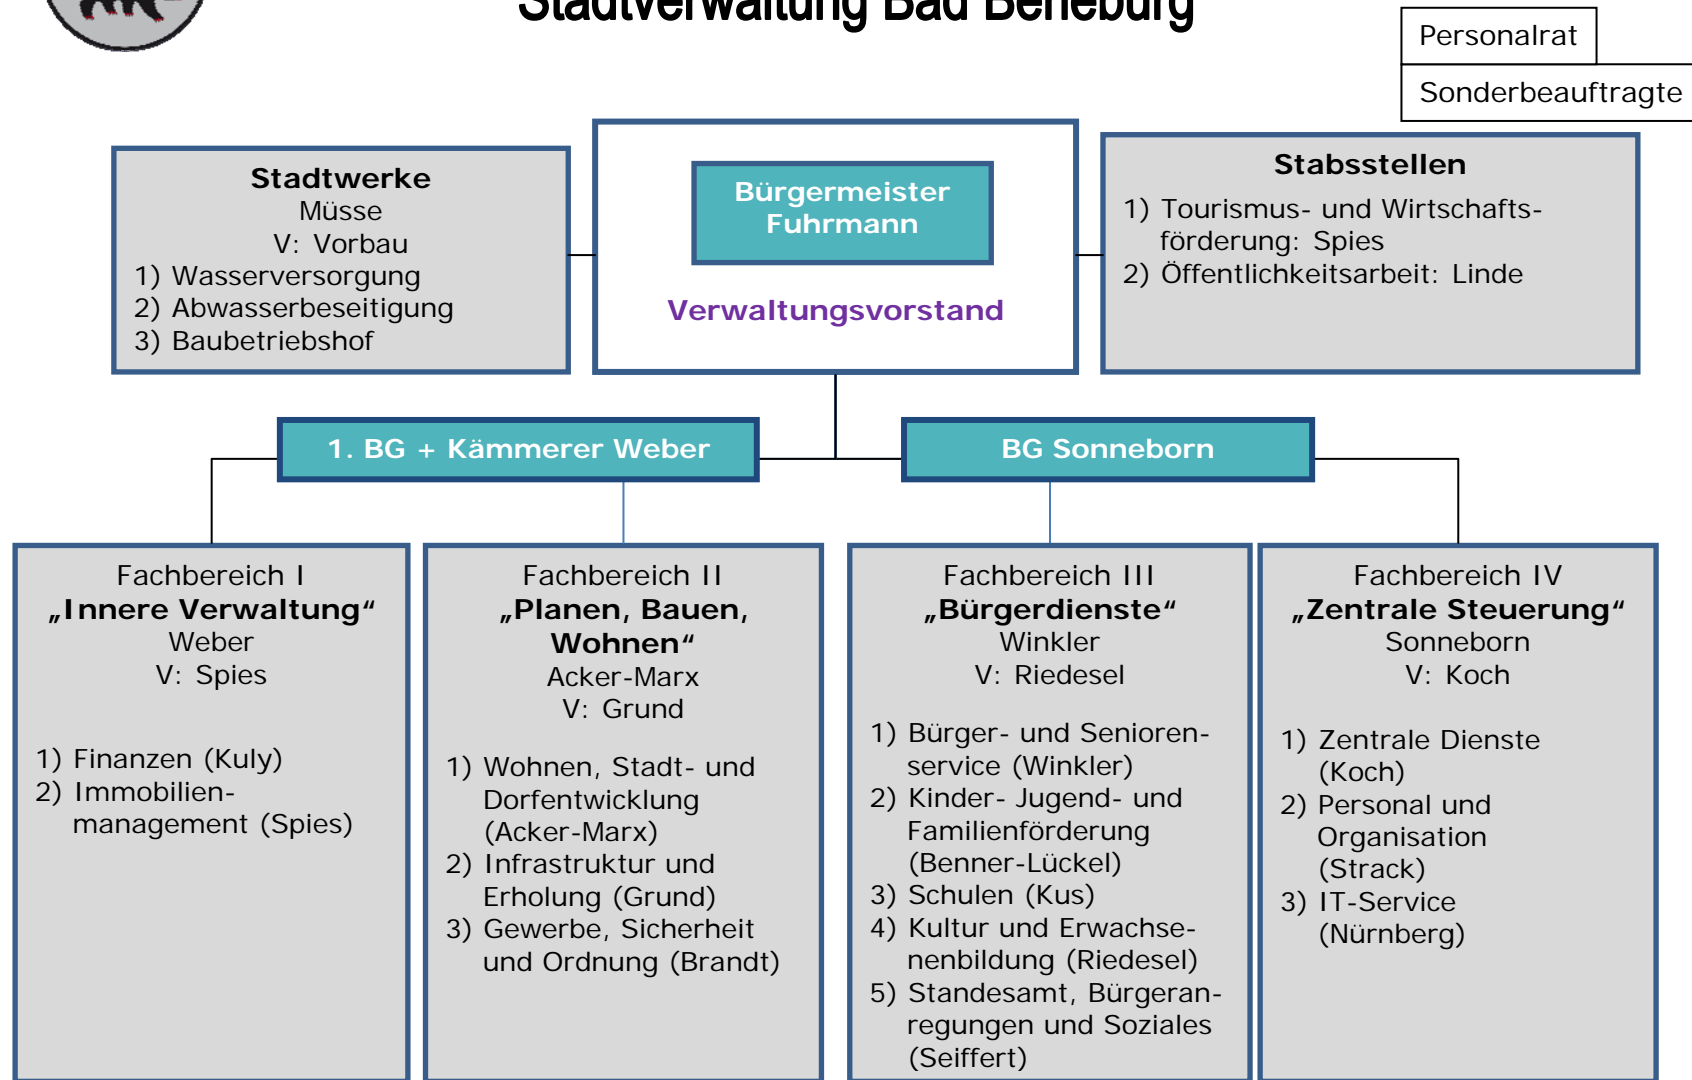 Stadtverwaltung Bad Berleburg
Personalrat
Sonderbeauftragte
Stadtwerke
Müsse
V: Vorbau
1) Wasserversorgung
2) Abwasserbeseitigung
3) Baubetriebshof
Bürgermeister
Fuhrmann
Verwaltungsvorstand
Stabsstellen
1) Tourismus- und Wirtschafts-
förderung: Spies
2) Öffentlichkeitsarbeit: Linde
1. BG + Kämmerer Weber
BG Sonneborn
Fachbereich I
„Innere Verwaltung“
Weber
V: Spies
1) Finanzen (Kuly)
2) Immobilien-
management (Spies)
Fachbereich II
„Planen, Bauen,
Wohnen“
Acker-Marx
V: Grund
1) Wohnen, Stadt- und
Dorfentwicklung
(Acker-Marx)
2) Infrastruktur und
Erholung (Grund)
3) Gewerbe, Sicherheit
und Ordnung (Brandt)
Fachbereich III
„Bürgerdienste“
Winkler
V: Riedesel
1) Bürger- und Senioren-
service (Winkler)
2) Kinder- Jugend- und
Familienförderung
(Benner-Lückel)
3) Schulen (Kus)
4) Kultur und Erwachse-
nenbildung (Riedesel)
5) Standesamt, Bürgeran-
regungen und Soziales
(Seiffert)
Fachbereich IV
„Zentrale Steuerung“
Sonneborn
V: Koch
1) Zentrale Dienste
(Koch)
2) Personal und
Organisation
(Strack)
3) IT-Service
(Nürnberg)